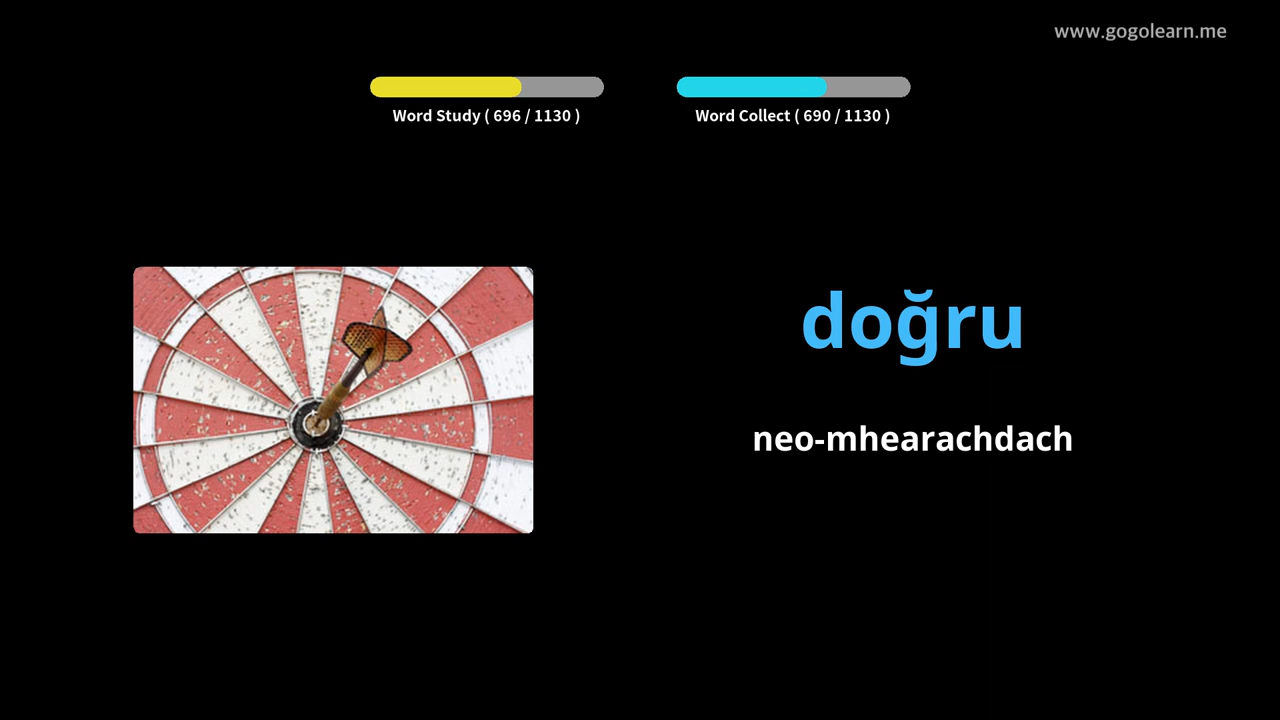 www.gogolearn.me
Word Study ( 696 / 1130 )
Word Collect ( 690 / 1130 )
doğru
neo-mhearachdach